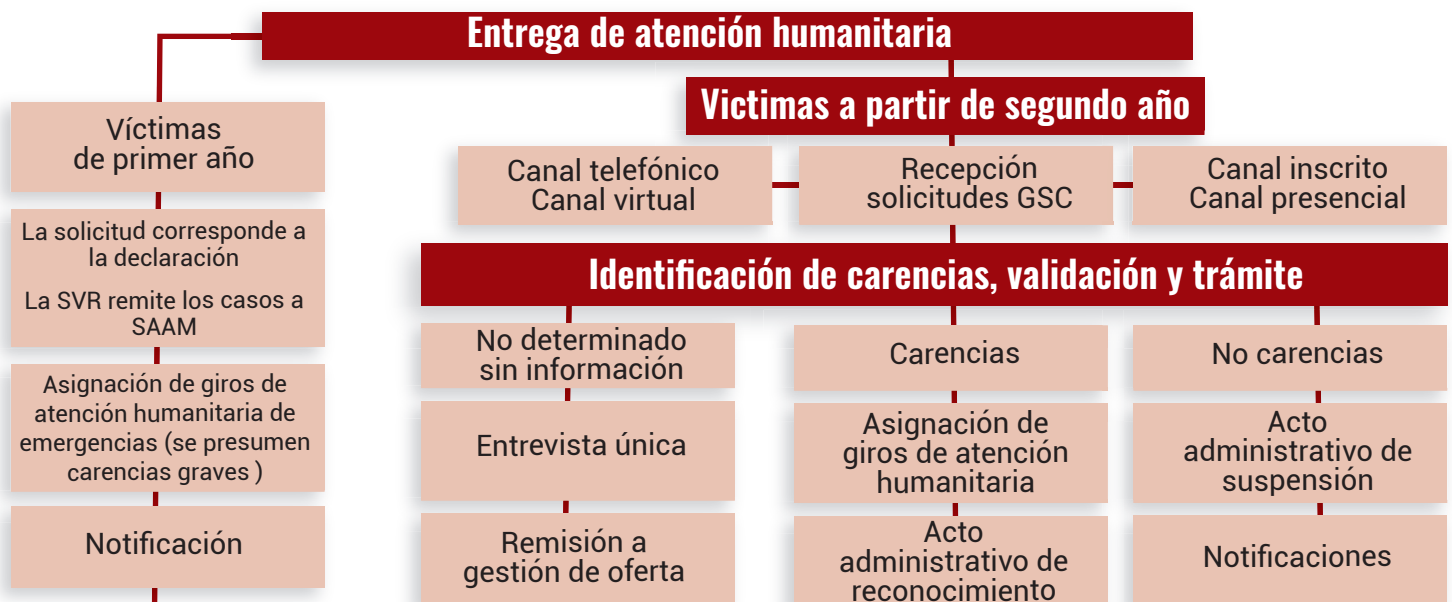 Entrega de atención humanitaria
Víctimas
de primer año
La solicitud corresponde a
la declaración
La SVR remite los casos a
SAAM
Asignación de giros de
atención humanitaria de
emergencias (se presumen
carencias graves )
Notificación
Victimas a partir de segundo año
Canal telefónico
Canal virtual
Recepción
solicitudes GSC
Canal inscrito
Canal presencial
Identificación de carencias, validación y trámite
No determinado
sin información
Entrevista única
Remisión a
gestión de oferta
Carencias
Asignación de
giros de atención
humanitaria
Acto
administrativo de
reconocimiento
No carencias
Acto
administrativo de
suspensión
Notificaciones